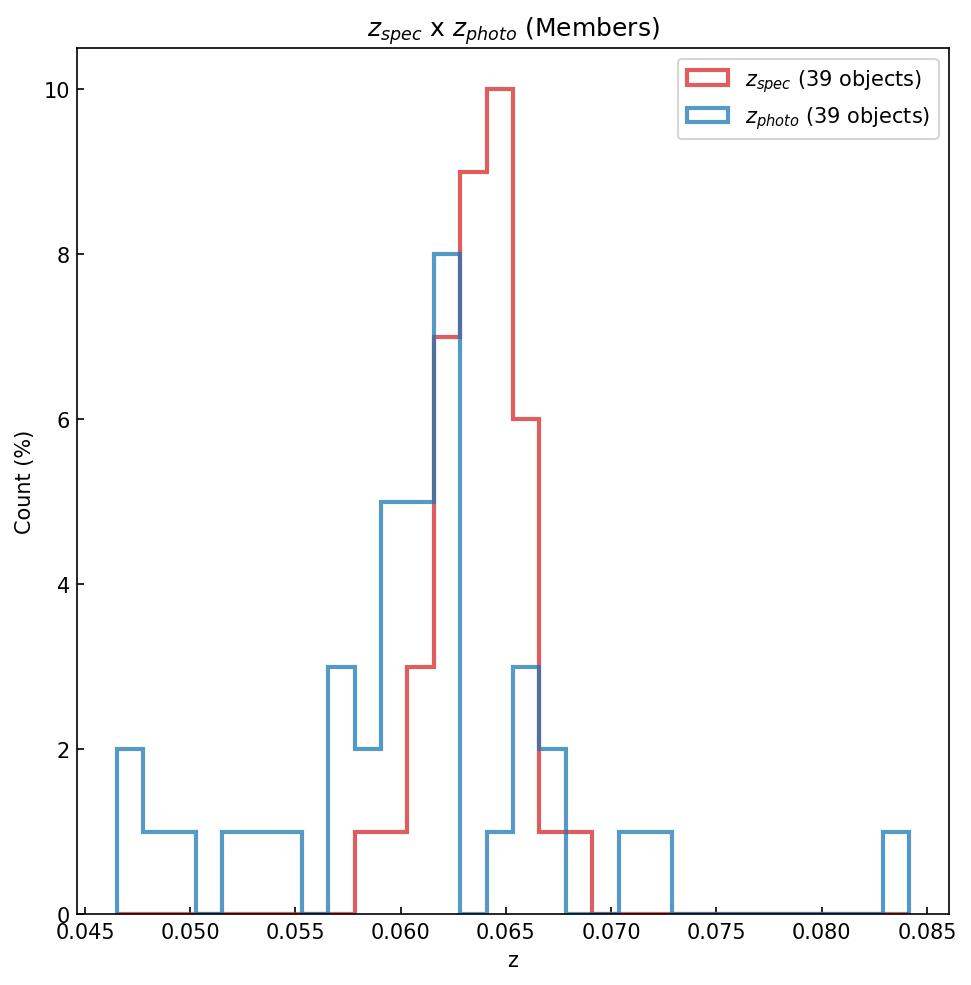 z_spec x z_photo (Members)
z_spec (39 objects)
z_photo (39 objects)
10
8
6
4
2
0
Count (%)
0.045 0.050 0.055 0.060 0.065 0.070 0.075 0.080 0.085
z